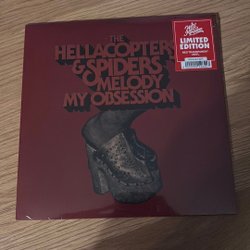 THE
HELLACOPTERS
& SPIDERS
MELODY
MY OBSESSION
LIMITED
EDITION